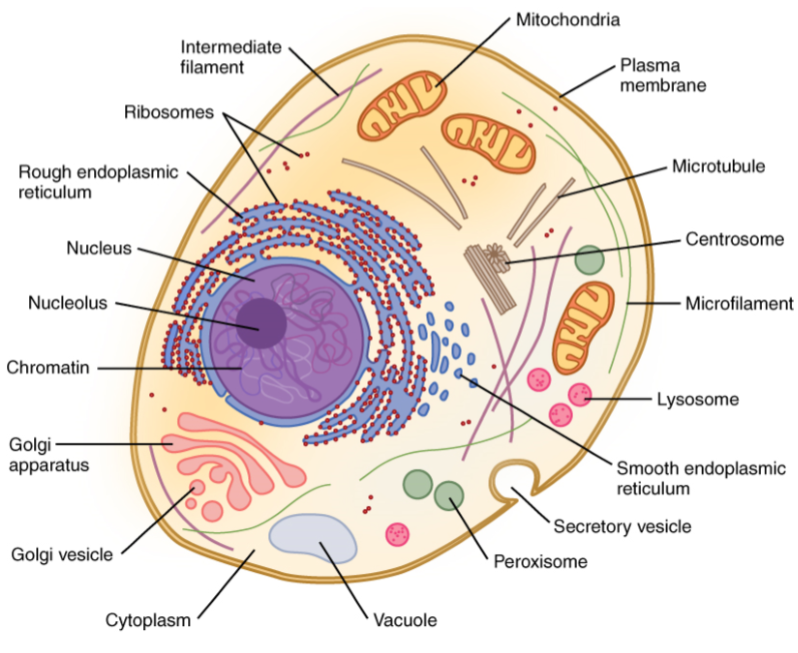 Mitochondria
Intermediate
filament
Plasma
membrane
Ribosomes
Rough endoplasmic
reticulum
Microtubule
Nucleus
Centrosome
Nucleolus
Microfilament
Chromatin
Lysosome
Golgi
apparatus
Smooth endoplasmic
reticulum
Secretory vesicle
Golgi vesicle
Peroxisome
Cytoplasm
Vacuole